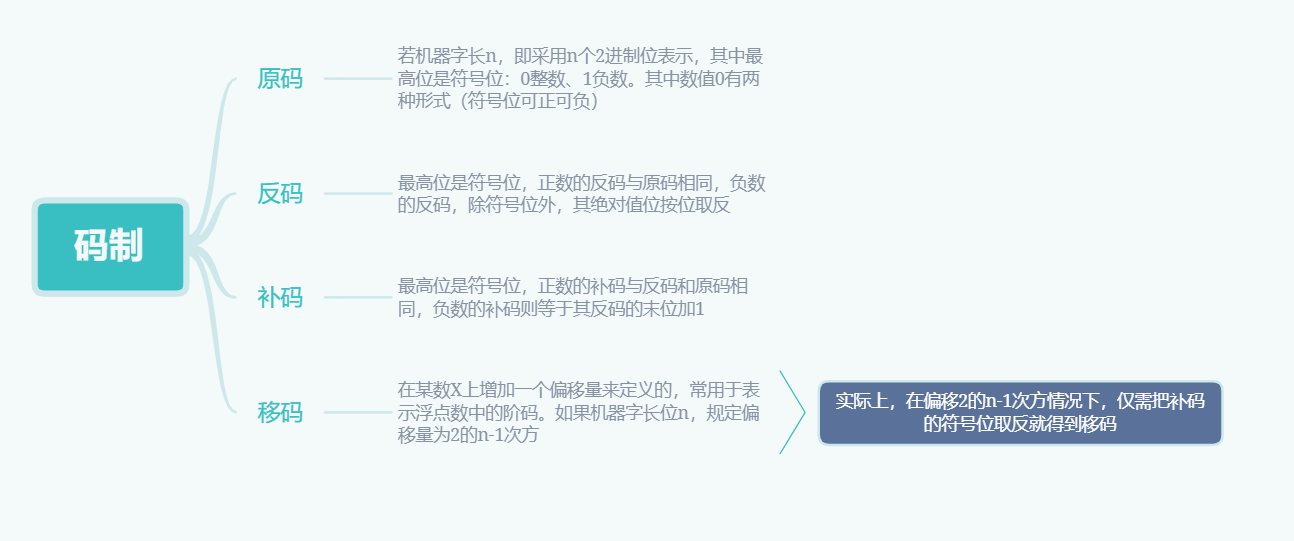 码制
原码
若机器字长n，即采用n个2进制位表示，其中最
高位是符号位：0整数、1负数。其中数值0有两
种形式（符号位可正可负）
反码
最高位是符号位，正数的反码与原码相同，负数
的反码，除符号位外，其绝对值位按位取反
补码
最高位是符号位，正数的补码与反码和原码相
同，负数的补码则等于其反码的末位加1
移码
在某数X上增加一个偏移量来定义的，常用于表
示浮点数中的阶码。如果机器字长位n，规定偏
移量为2的n-1次方
实际上，在偏移2的n-1次方情况下，仅需把补码
的符号位取反就得到移码